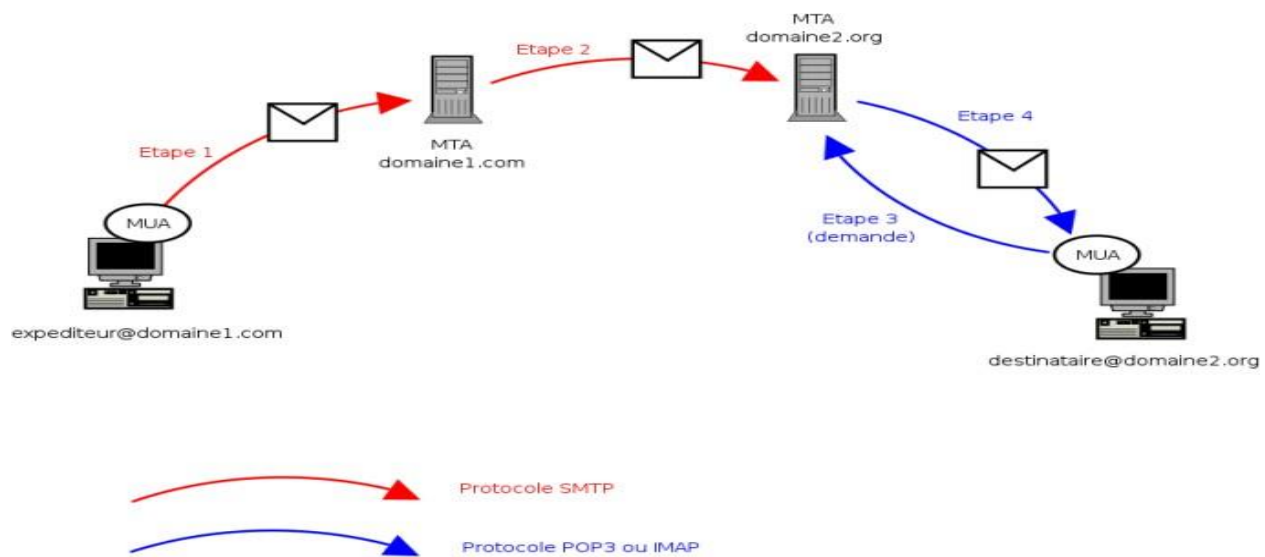 MTA
domaine2.org
Etape 2
Etape 1
MTA
domaine1.com
Etape 4
MUA
Etape 3
(demande)
MUA
expediteur@domaine1.com
destinataire@domaine2.org
Protocole SMTP
Protocole POP3 ou IMAP